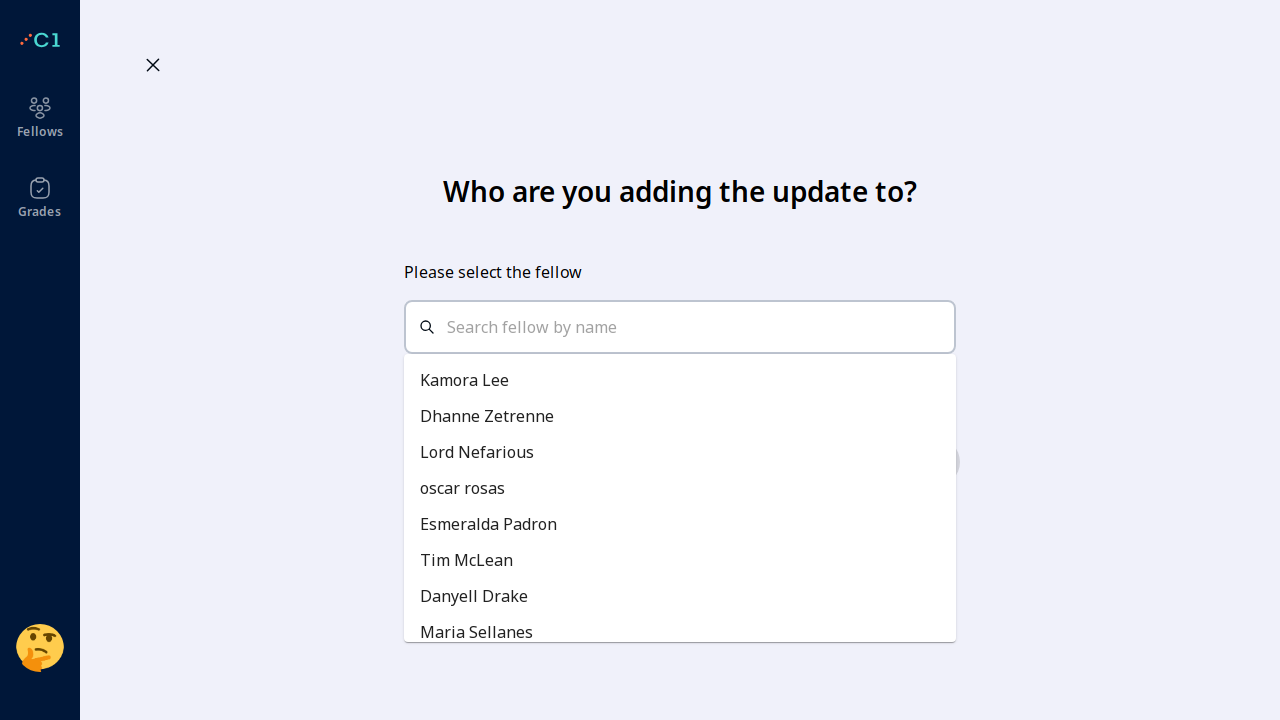 C1
Fellows
Grades
Who are you adding the update to?
Please select the fellow
Search fellow by name
Kamora Lee
Dhanne Zetrenne
Lord Nefarious
oscar rosas
Esmeralda Padron
Tim McLean
Danyell Drake
Maria Sellanes